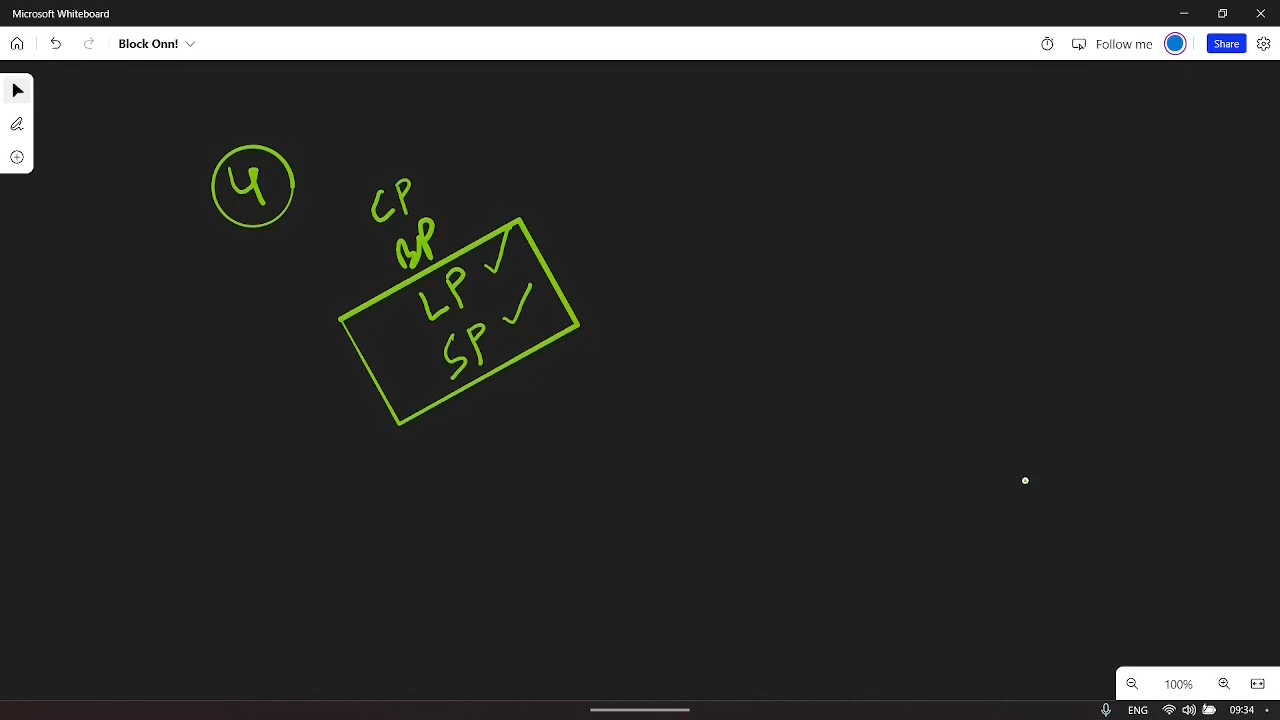 Microsoft Whiteboard
Block Onn!
Follow me
Share
4
CP
BP
LP ✓
SP ✓
100%
ENG
09:34